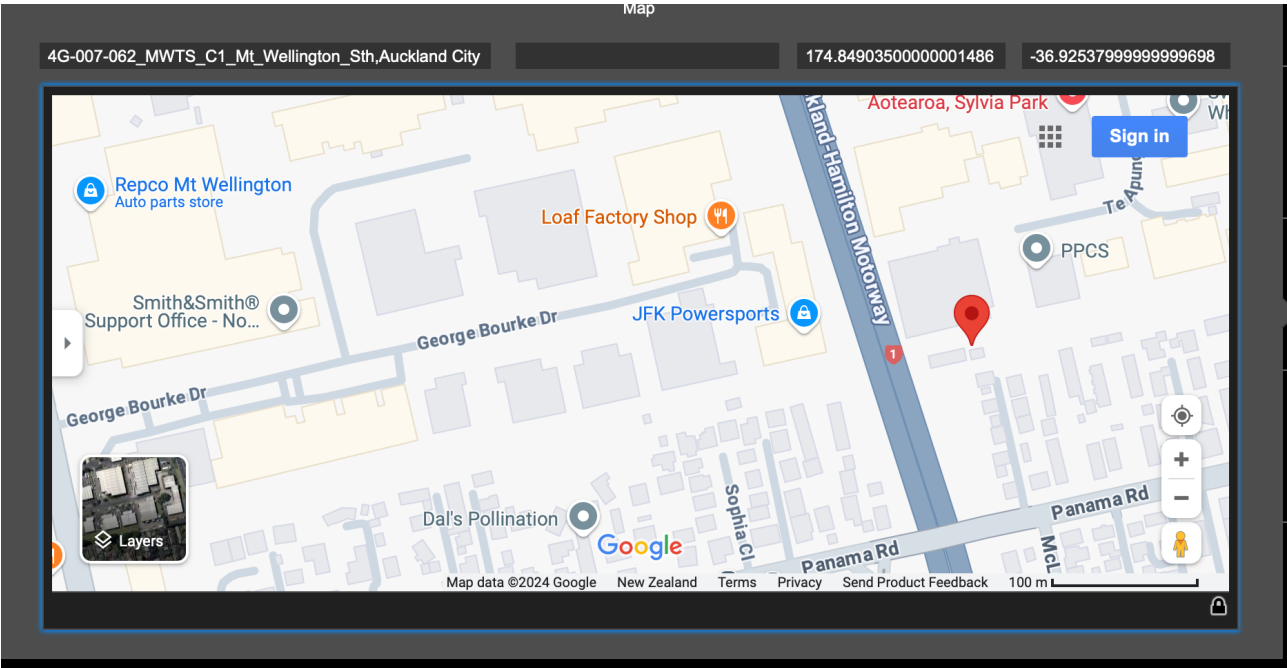 Map
4G-007-062_MWTS_C1_Mt_Wellington_Sth,Auckland City
174.84903500000001486
-36.92537999999999698
Aotearoa, Sylvia Park
Sign in
kland-Hamilton Motorway
Repco Mt Wellington
Auto parts store
Te Apun
Loaf Factory Shop
PPCS
Smith&Smith®
Support Office - No...
JFK Powersports
George Bourke Dr
1
George Bourke Dr
Panama Rd
Sophia Cl
Dal's Pollination
Layers
Google
Panama Rd
McL
Map data ©2024 Google
New Zealand
Terms
Privacy
Send Product Feedback
100 m